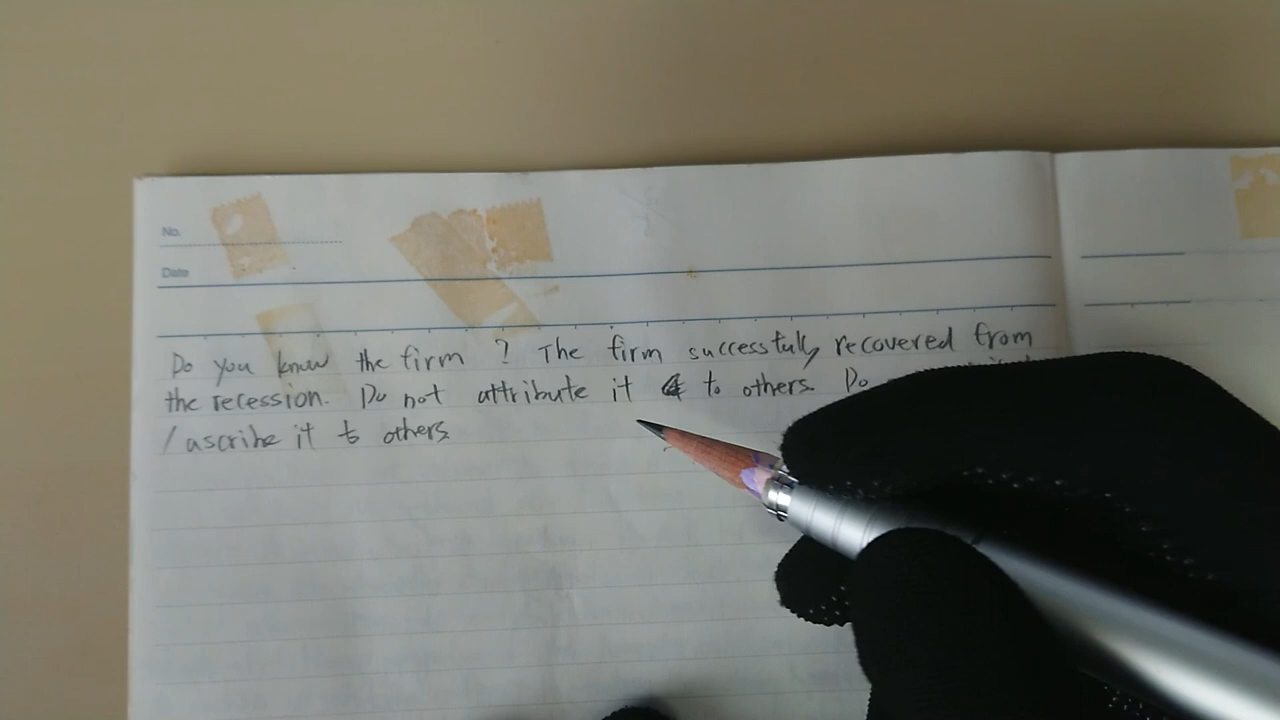 No.
Date
Do you know the firm ? The firm successfully recovered from
the recession. Do not attribute it to others. Do
/ ascribe it to others.